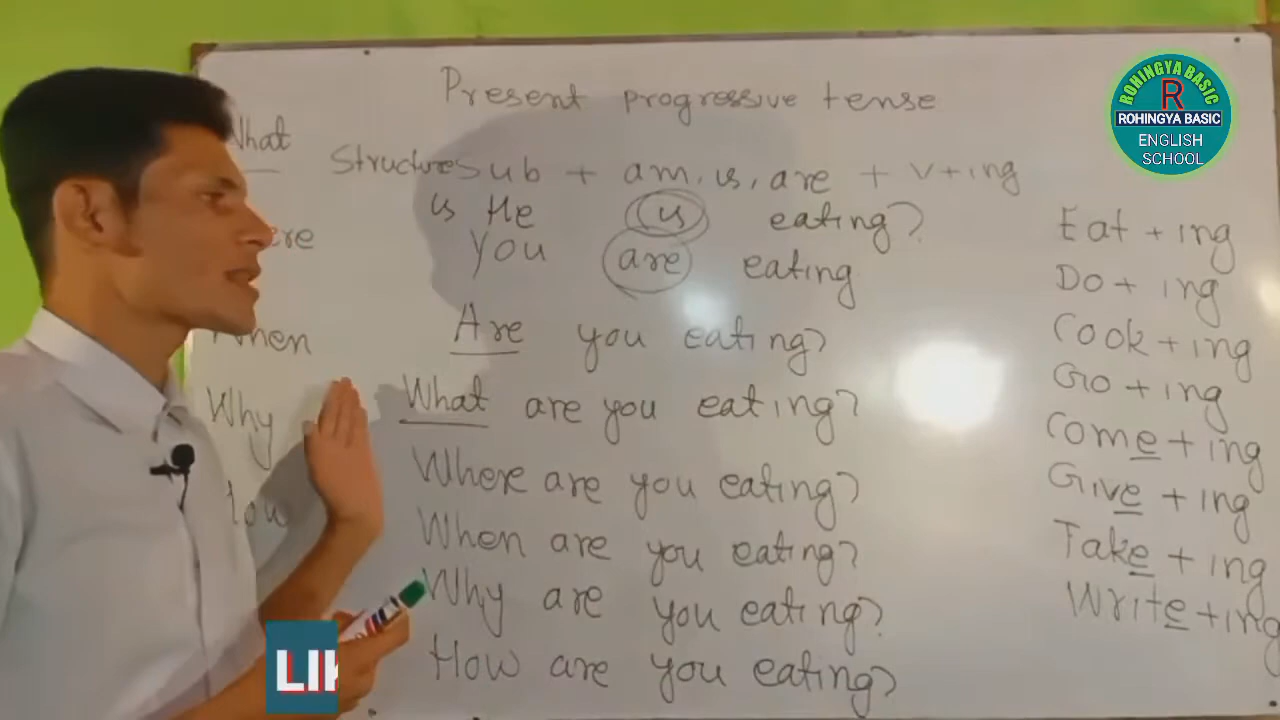 Present progressive tense
What
Structure Sub + am, is, are + V+ing
is He is eating?
You are eating
Are you eating?
Why
What are you eating?
Where are you eating?
When are you eating?
Why are you eating?
How are you eating?
Eat + ing
Do + ing
Cook + ing
Go + ing
Come + ing
Give + ing
Take + ing
Write + ing
ROHINGYA BASIC
R
ROHINGYA BASIC
ENGLISH
SCHOOL